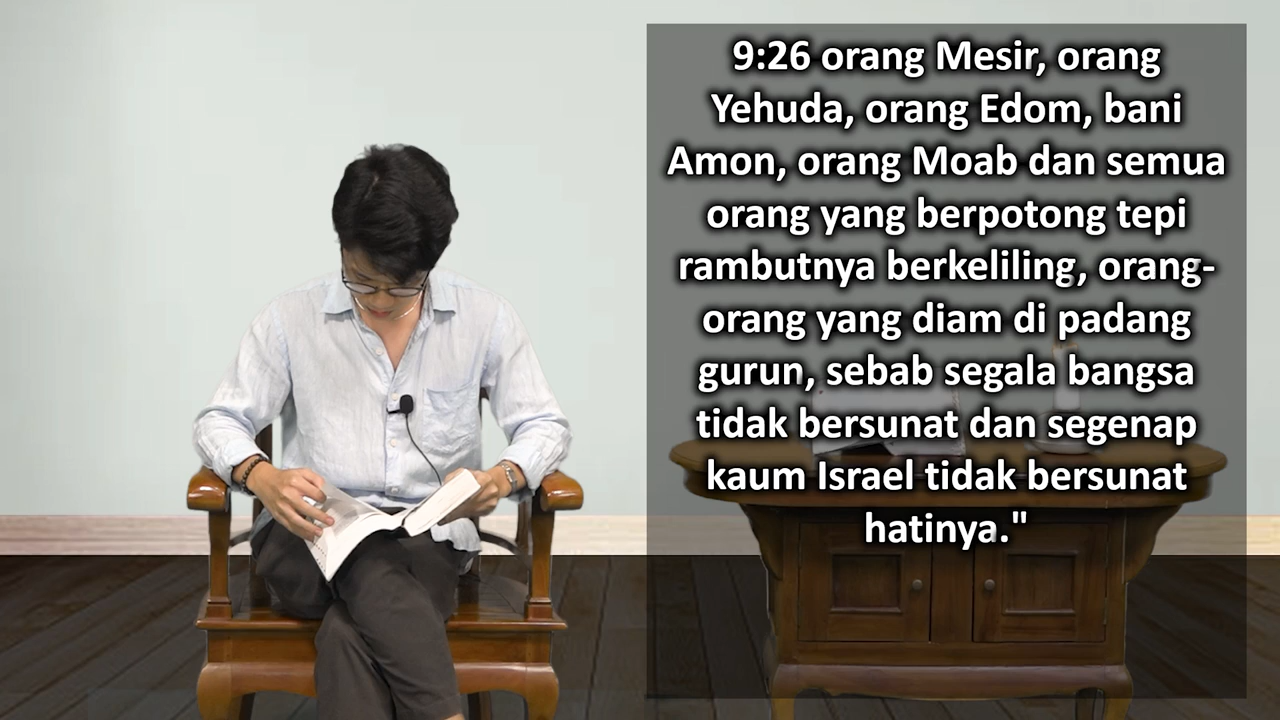 9:26 orang Mesir, orang
Yehuda, orang Edom, bani
Amon, orang Moab dan semua
orang yang berpotong tepi
rambutnya berkeliling, orang-
orang yang diam di padang
gurun, sebab segala bangsa
tidak bersunat dan segenap
kaum Israel tidak bersunat
hatinya."